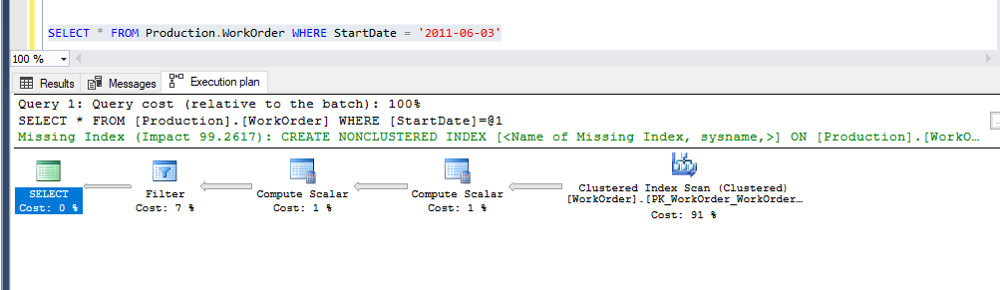 SELECT * FROM Production.WorkOrder WHERE StartDate = '2011-06-03'
100 %
Results Messages Execution plan
Query 1: Query cost (relative to the batch): 100%
SELECT * FROM [Production].[WorkOrder] WHERE [StartDate]=@1
Missing Index (Impact 99.2617): CREATE NONCLUSTERED INDEX [<Name of Missing Index, sysname,>] ON [Production].[WorkO…
SELECT
Cost: 0 %
Filter
Cost: 7 %
Compute Scalar
Cost: 1 %
Compute Scalar
Cost: 1 %
Clustered Index Scan (Clustered)
[WorkOrder].[PK_WorkOrder_WorkOrder…
Cost: 91 %